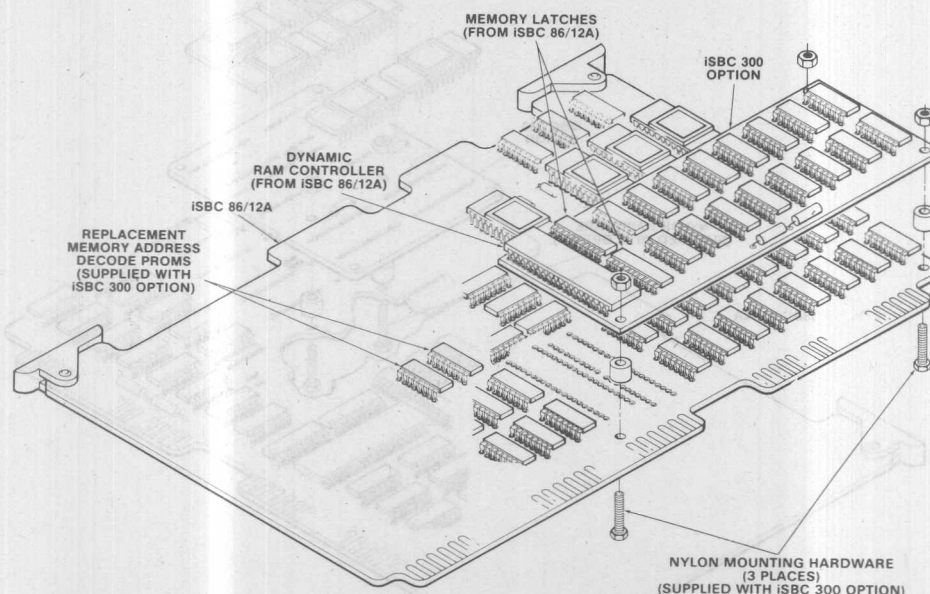 MEMORY LATCHES
(FROM iSBC 86/12A)
iSBC 300
OPTION
DYNAMIC
RAM CONTROLLER
(FROM iSBC 86/12A)
iSBC 86/12A
REPLACEMENT
MEMORY ADDRESS
DECODE PROMS
(SUPPLIED WITH
iSBC 300 OPTION)
NYLON MOUNTING HARDWARE
(3 PLACES)
(SUPPLIED WITH iSBC 300 OPTION)